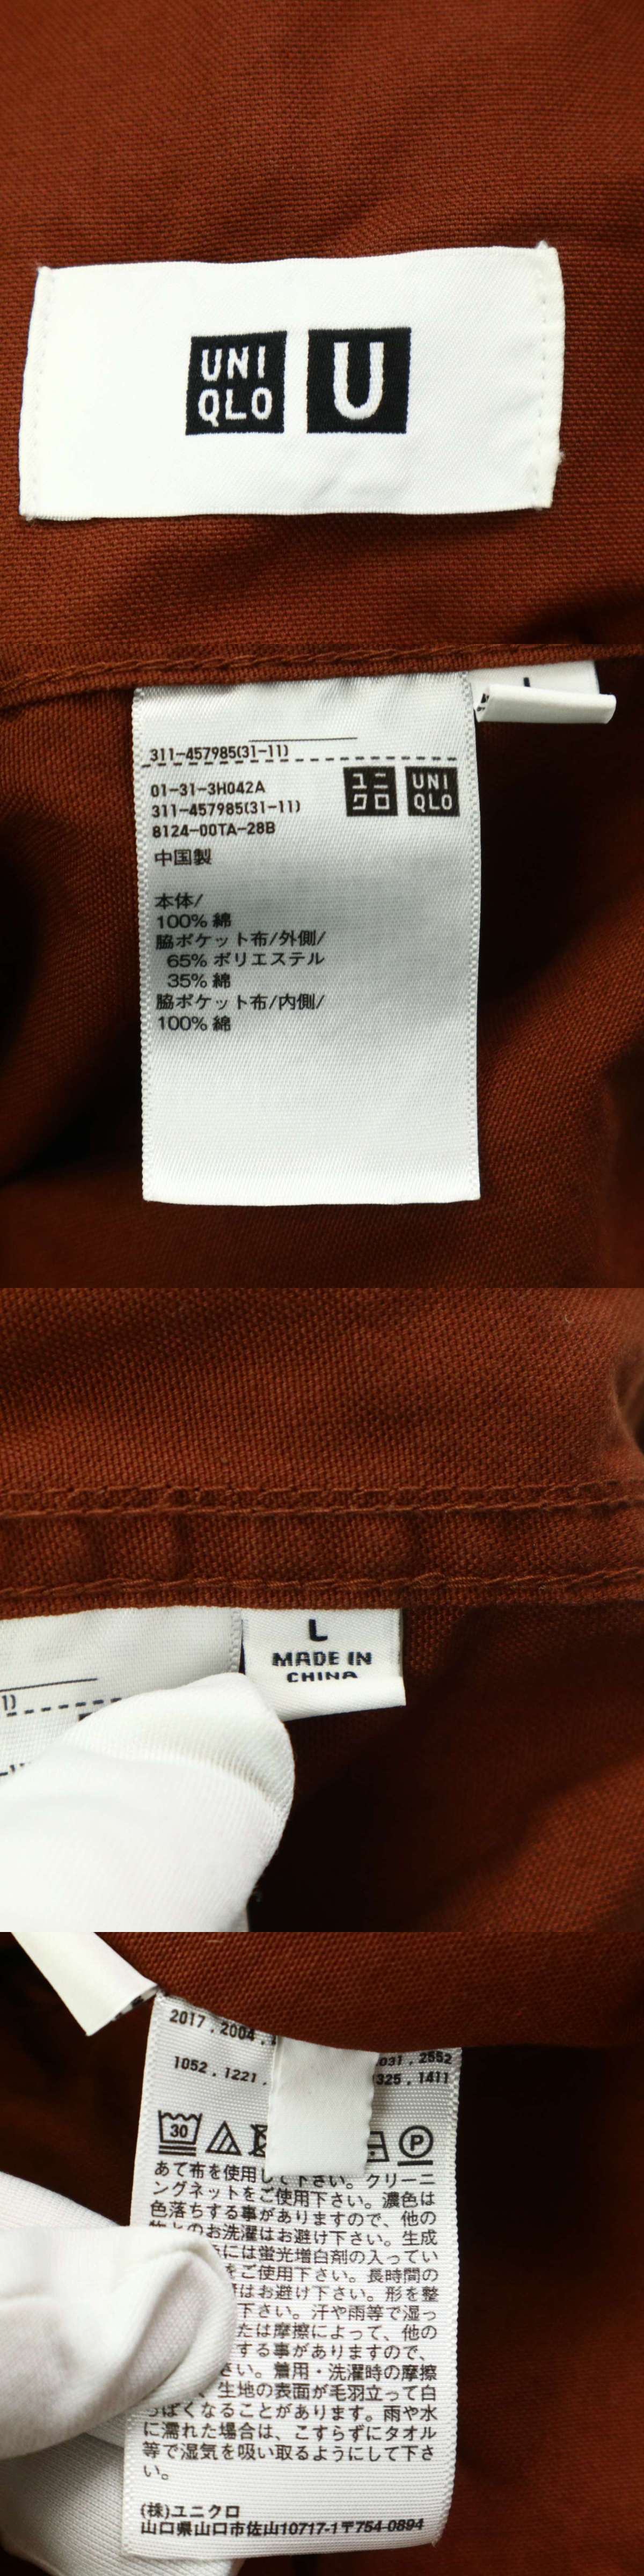 UNI
QLO
U
L
311-457985(31-11)
01-31-3H042A
311-457985(31-11)
8124-00TA-28B
ユニ
クロ
UNI
QLO
中国製
本体/
100% 綿
脇ポケット布/外側/
65% ポリエステル
35% 綿
脇ポケット布/内側/
100% 綿
L
MADE IN
CHINA
1)
2017 , 2004 ,
031 , 2552
1052 , 1221 ,
325 , 1411
30
P
あて布を使用して下さい。クリーニ
ングネットをご使用下さい。濃色は
色落ちする事がありますので、他の
物とのお洗濯はお避け下さい。生成
には蛍光増白剤の入ってい
をご使用下さい。長時間の
はお避け下さい。形を整
下さい。汗や雨等で湿っ
たは摩擦によって、他の
する事がありますので、
さい。着用・洗濯時の摩擦
、生地の表面が毛羽立って白
っぽくなることがあります。雨や水
に濡れた場合は、こすらずにタオル
等で湿気を吸い取るようにして下さ
い。
(株)ユニクロ
山口県山口市佐山10717-1〒754-0894